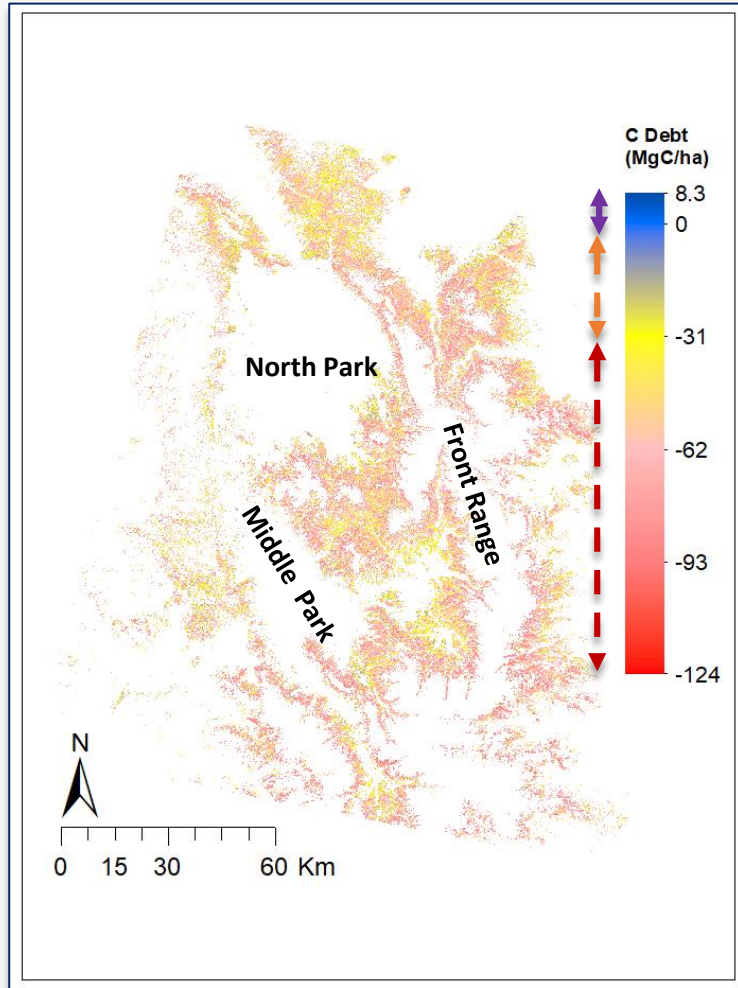 C Debt
(MgC/ha)
8.3
0
-31
-62
-93
-124
North Park
Front Range
Middle Park
N
0 15 30 60 Km